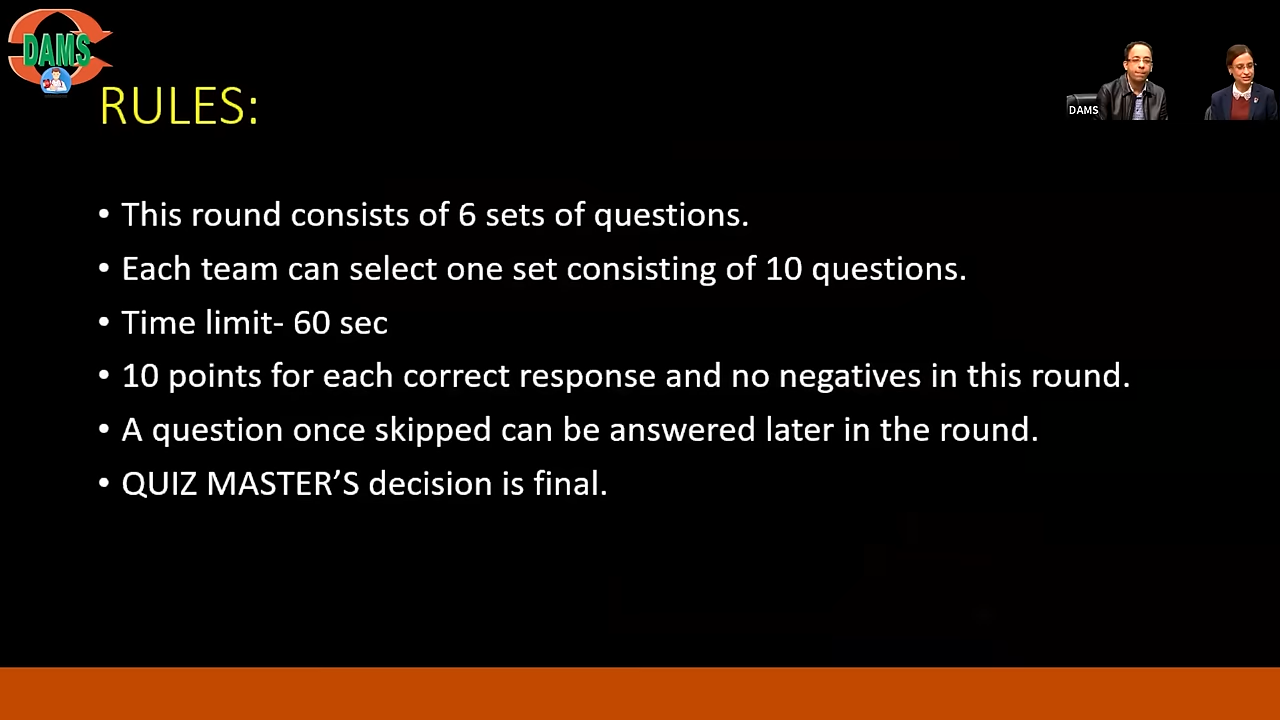 DAMS
DAMS
RULES:
• This round consists of 6 sets of questions.
• Each team can select one set consisting of 10 questions.
• Time limit- 60 sec
• 10 points for each correct response and no negatives in this round.
• A question once skipped can be answered later in the round.
• QUIZ MASTER’S decision is final.